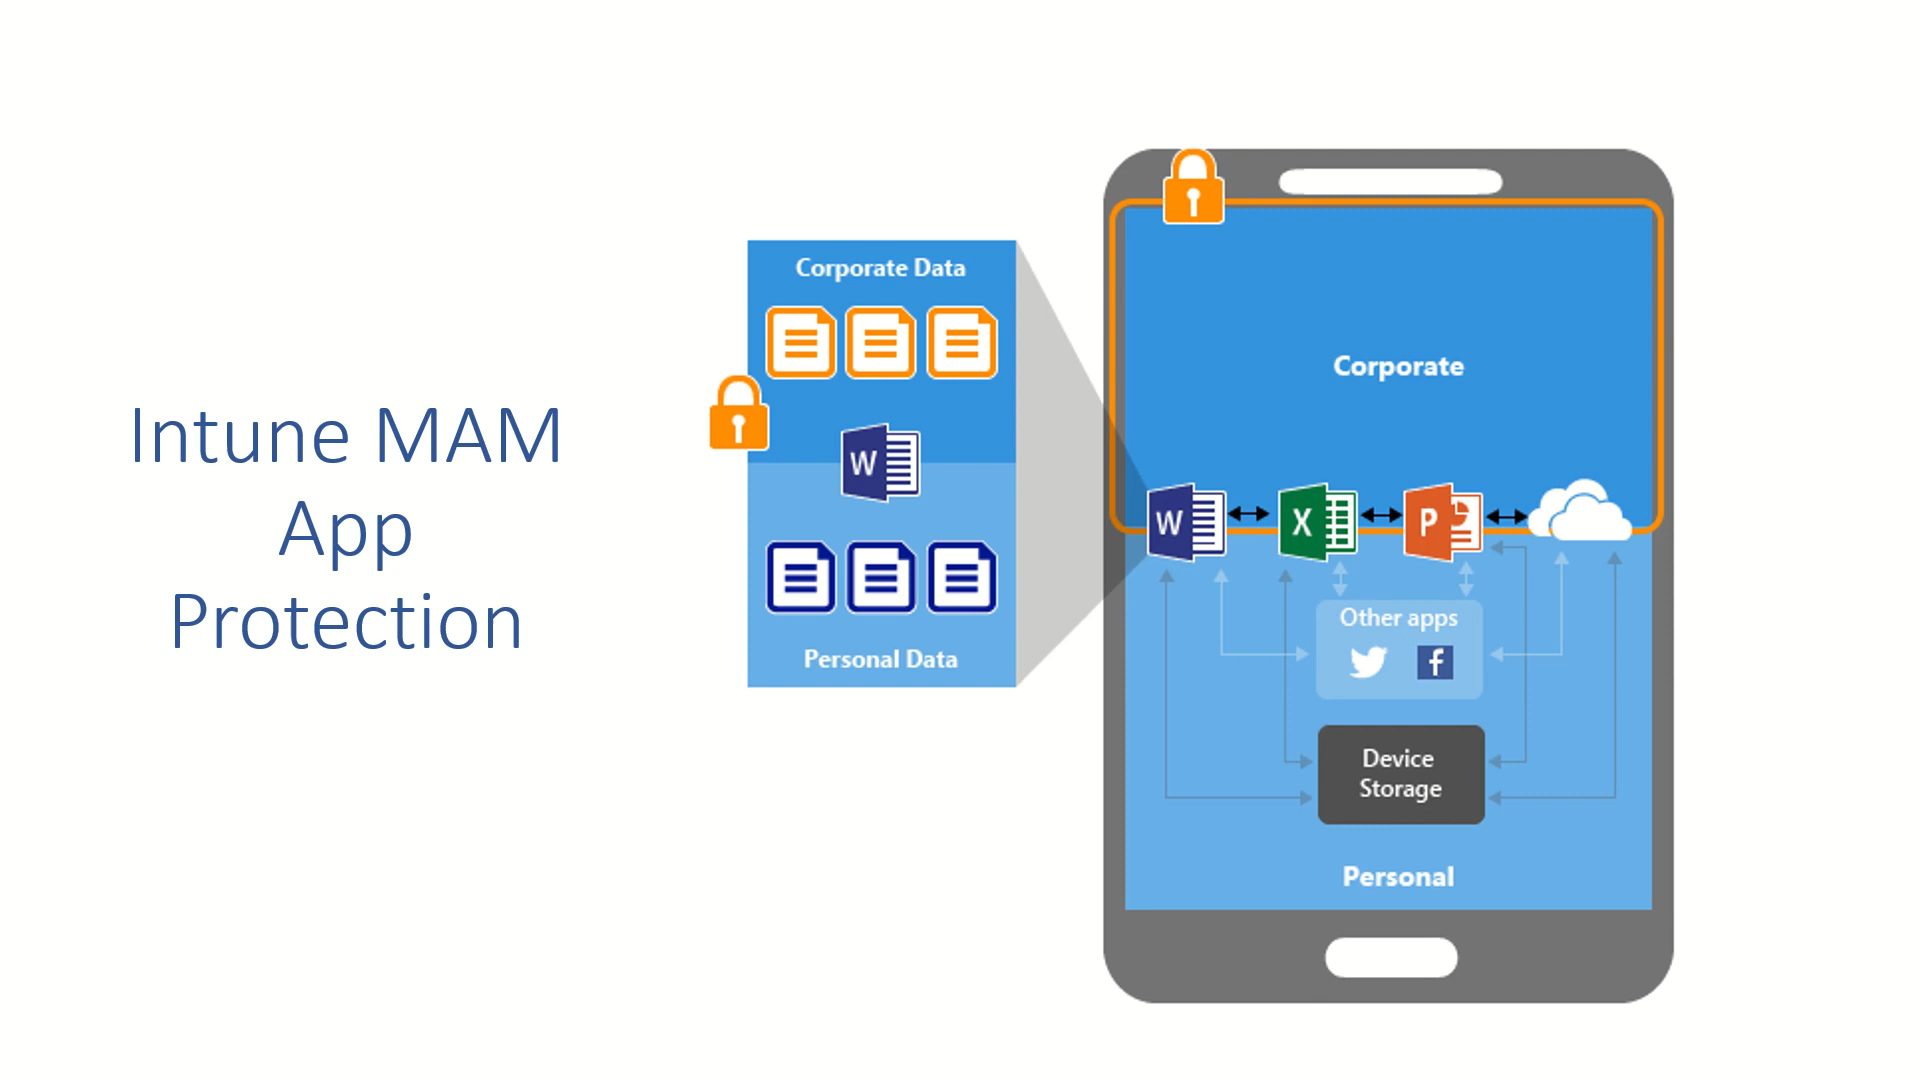 Intune MAM
App
Protection
Corporate Data
W
Personal Data
Corporate
W
X
P
Other apps
f
Device
Storage
Personal